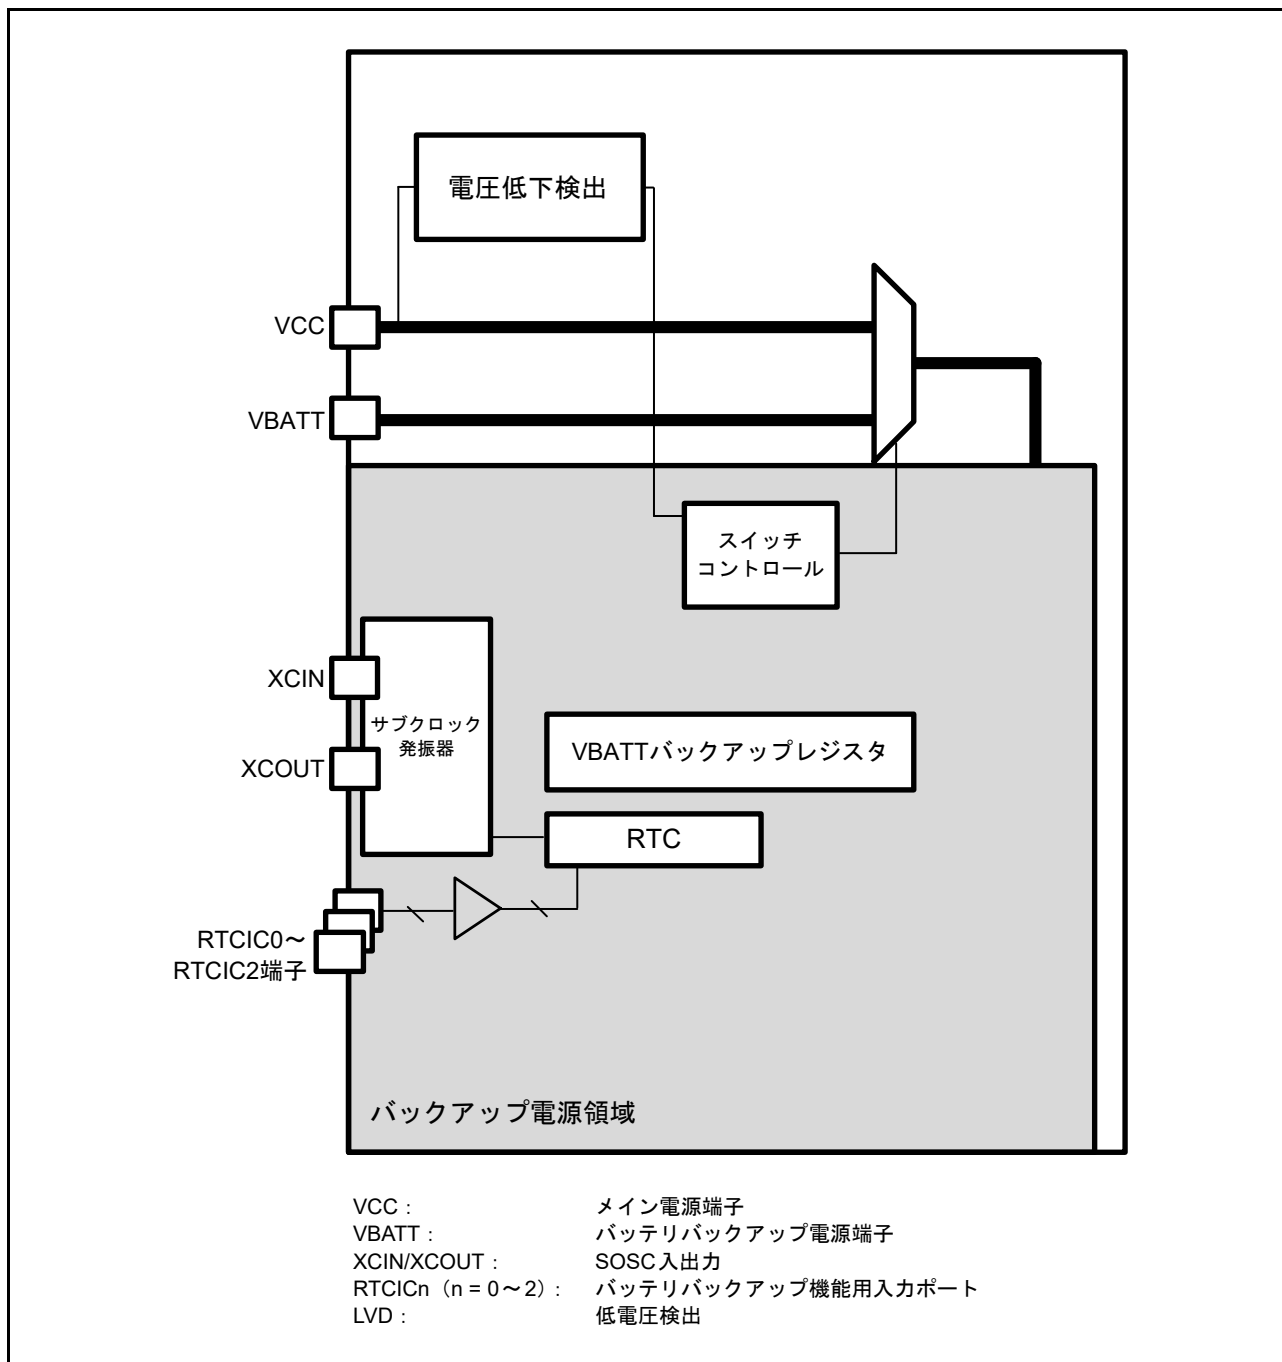 電圧低下検出
VCC
VBATT
スイッチ
コントロール
XCIN
XCOUT
サブクロック
発振器
VBATTバックアップレジスタ
RTC
RTCIC0～
RTCIC2端子
バックアップ電源領域
VCC： メイン電源端子
VBATT： バッテリバックアップ電源端子
XCIN/XCOUT： SOSC入出力
RTCICn（n = 0～2）： バッテリバックアップ機能用入力ポート
LVD： 低電圧検出